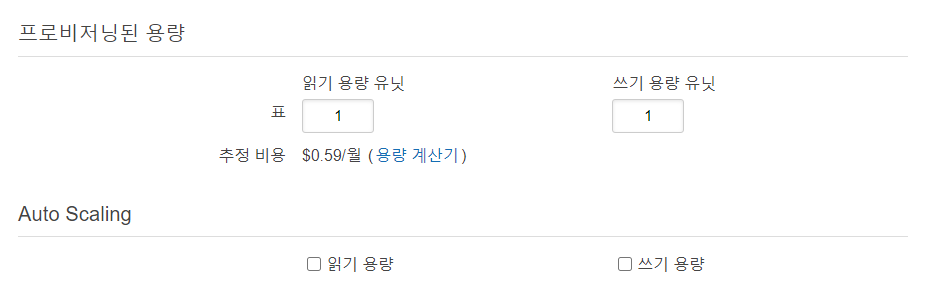 프로비저닝된 용량
읽기 용량 유닛 쓰기 용량 유닛
표 1 1
추정 비용 $0.59/월 (용량 계산기)
Auto Scaling
읽기 용량 쓰기 용량